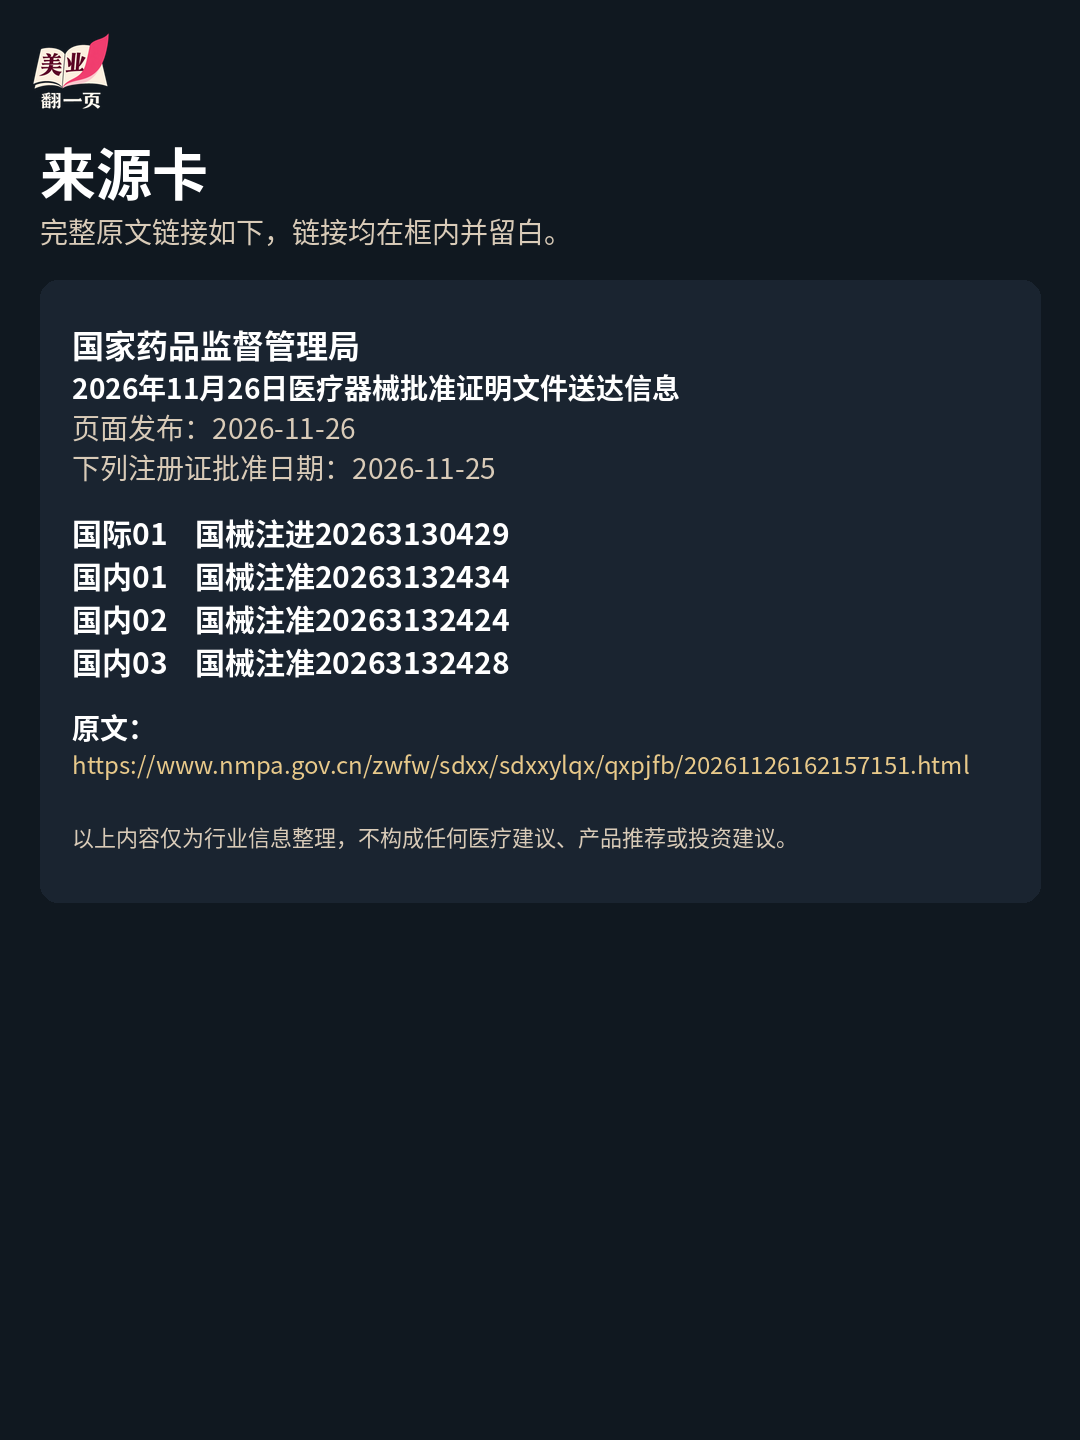 美业
翻一页
来源卡
完整原文链接如下，链接均在框内并留白。
国家药品监督管理局
2026年11月26日医疗器械批准证明文件送达信息
页面发布：2026-11-26
下列注册证批准日期：2026-11-25
国际01 国械注进20263130429
国内01 国械注准20263132434
国内02 国械注准20263132424
国内03 国械注准20263132428
原文：
https://www.nmpa.gov.cn/zwfw/sdxx/sdxxylqx/qxpjfb/20261126162157151.html
以上内容仅为行业信息整理，不构成任何医疗建议、产品推荐或投资建议。